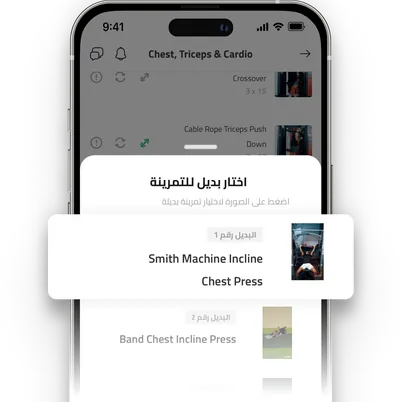 9:41
Chest, Triceps & Cardio
Crossover
3 x 15
Cable Rope Triceps Push
Down
اختار بديل للتمرينة
اضغط على الصورة لاختيار تمرينة بديلة
البديل رقم 1
Smith Machine Incline
Chest Press
البديل رقم 2
Band Chest Incline Press